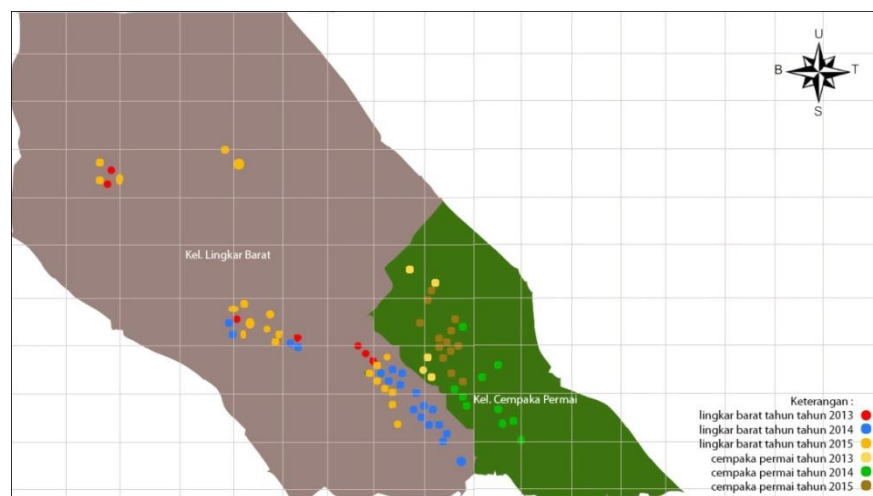 U
B T
S
Kel. Lingkar Barat
Kel. Cempaka Permai
Keterangan :
lingkar barat tahun tahun 2013
lingkar barat tahun tahun 2014
lingkar barat tahun tahun 2015
cempaka permai tahun 2013
cempaka permai tahun 2014
cempaka permai tahun 2015